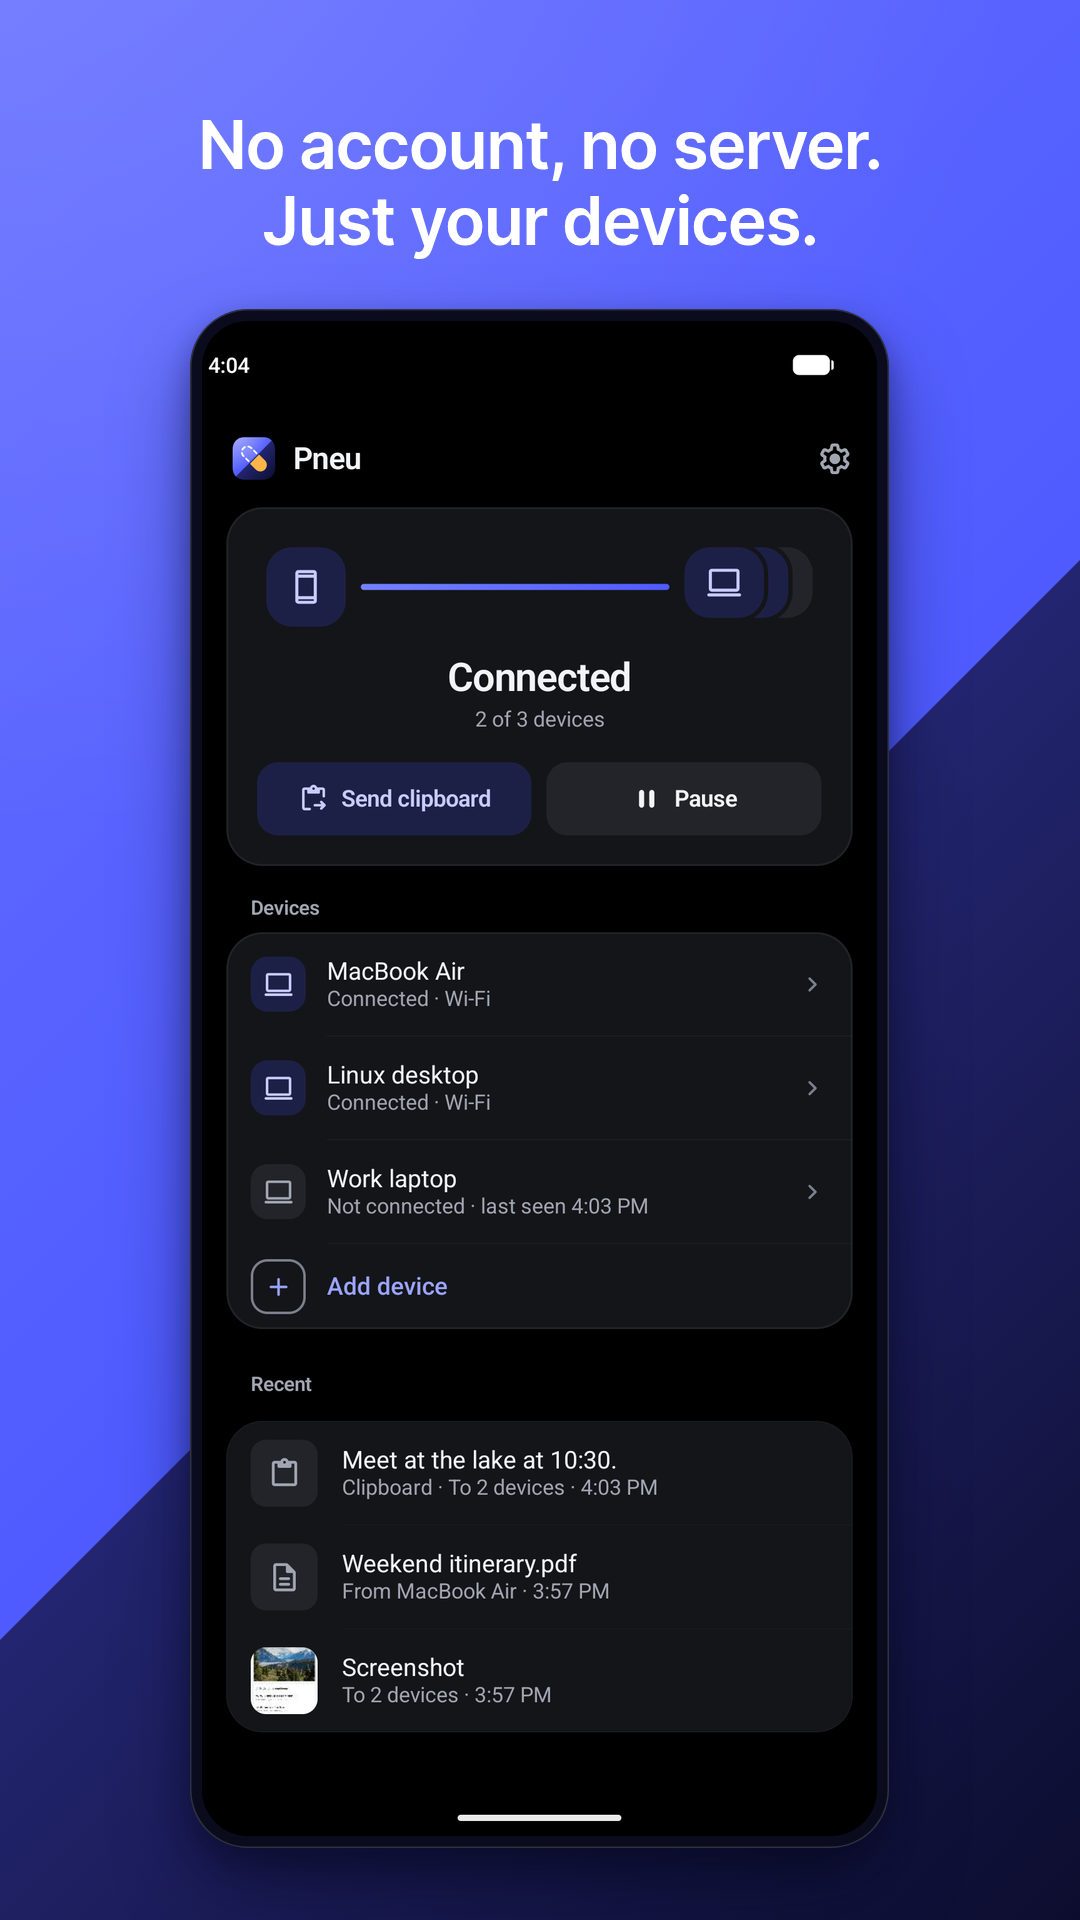 No account, no server.
Just your devices.
4:04
Pneu
Connected
2 of 3 devices
Send clipboard
Pause
Devices
MacBook Air
Connected · Wi-Fi
Linux desktop
Connected · Wi-Fi
Work laptop
Not connected · last seen 4:03 PM
Add device
Recent
Meet at the lake at 10:30.
Clipboard · To 2 devices · 4:03 PM
Weekend itinerary.pdf
From MacBook Air · 3:57 PM
Screenshot
To 2 devices · 3:57 PM